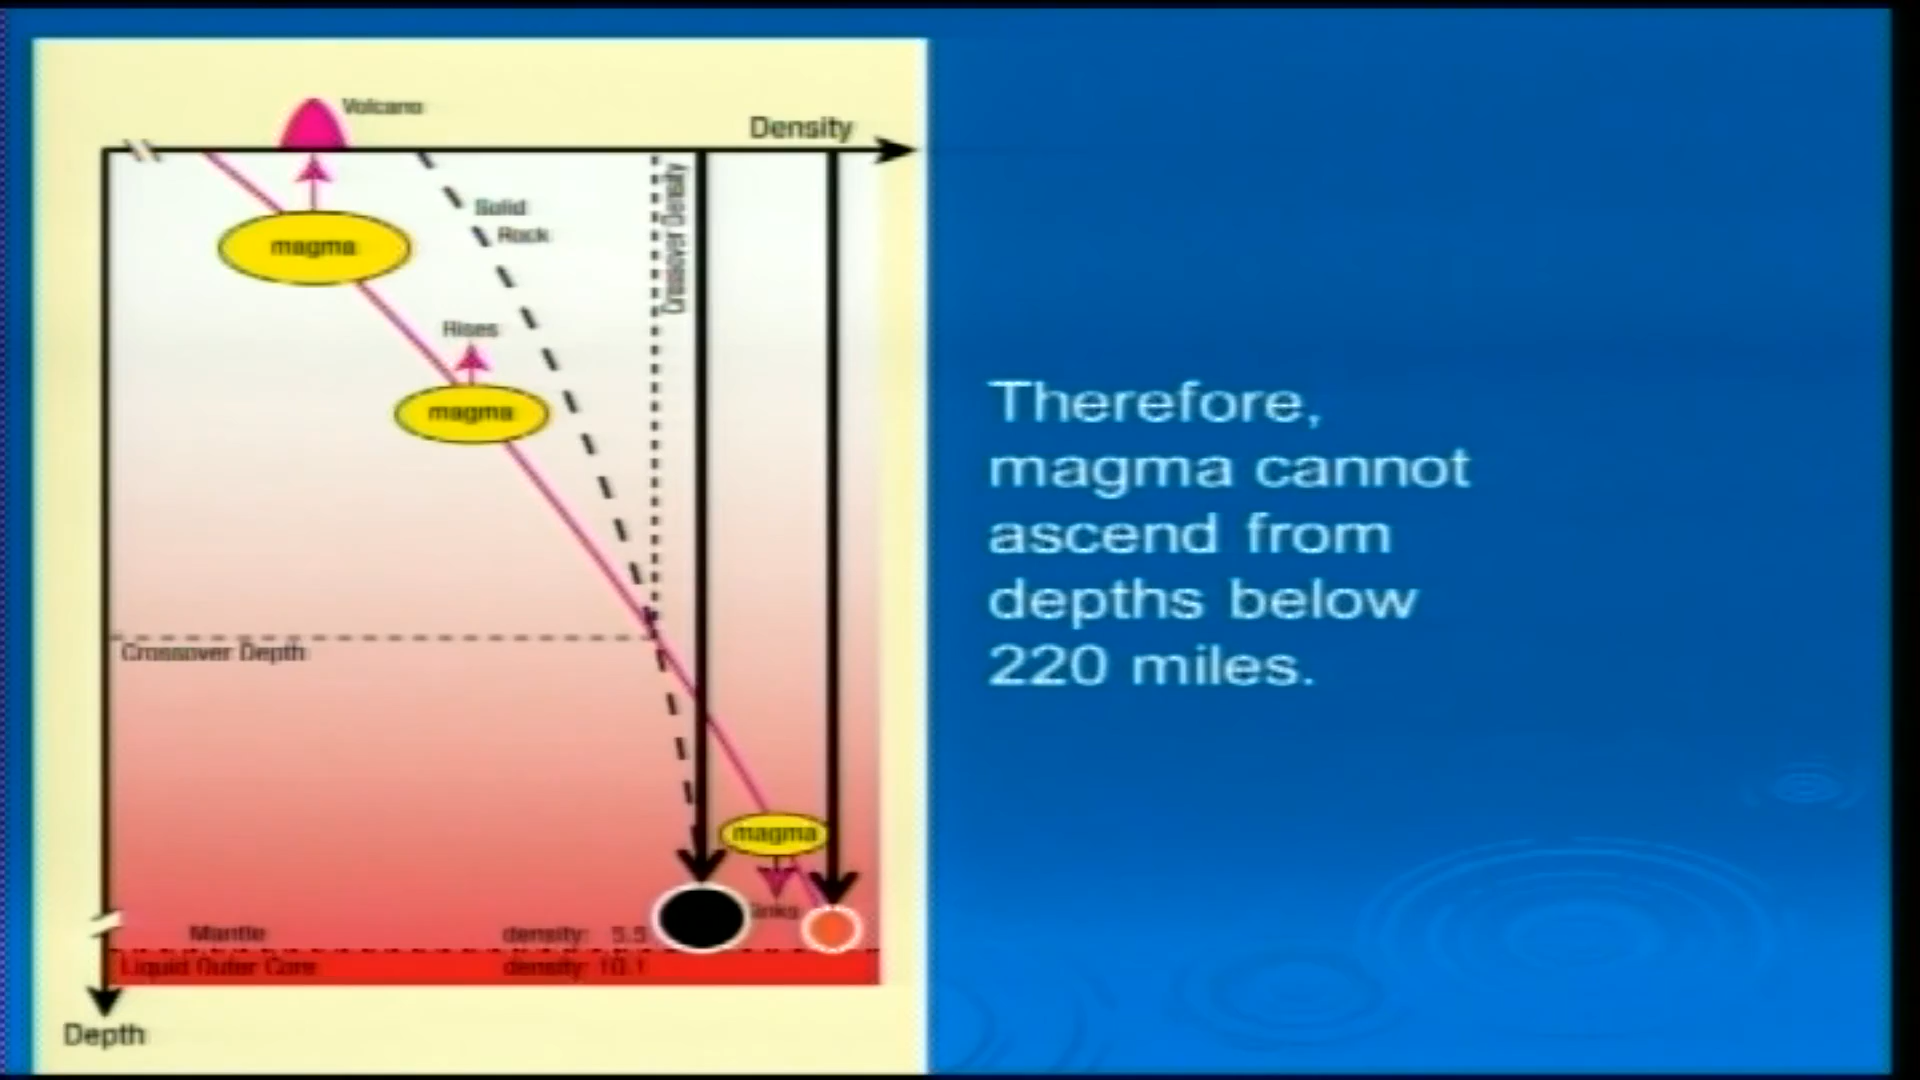 Volcano
Density
Solid
Rock
Crossover Density
magma
Rises
magma
Crossover Depth
magma
Sinks
Mantle density: 5.5
Liquid Outer Core density: 10.1
Depth
Therefore,
magma cannot
ascend from
depths below
220 miles.